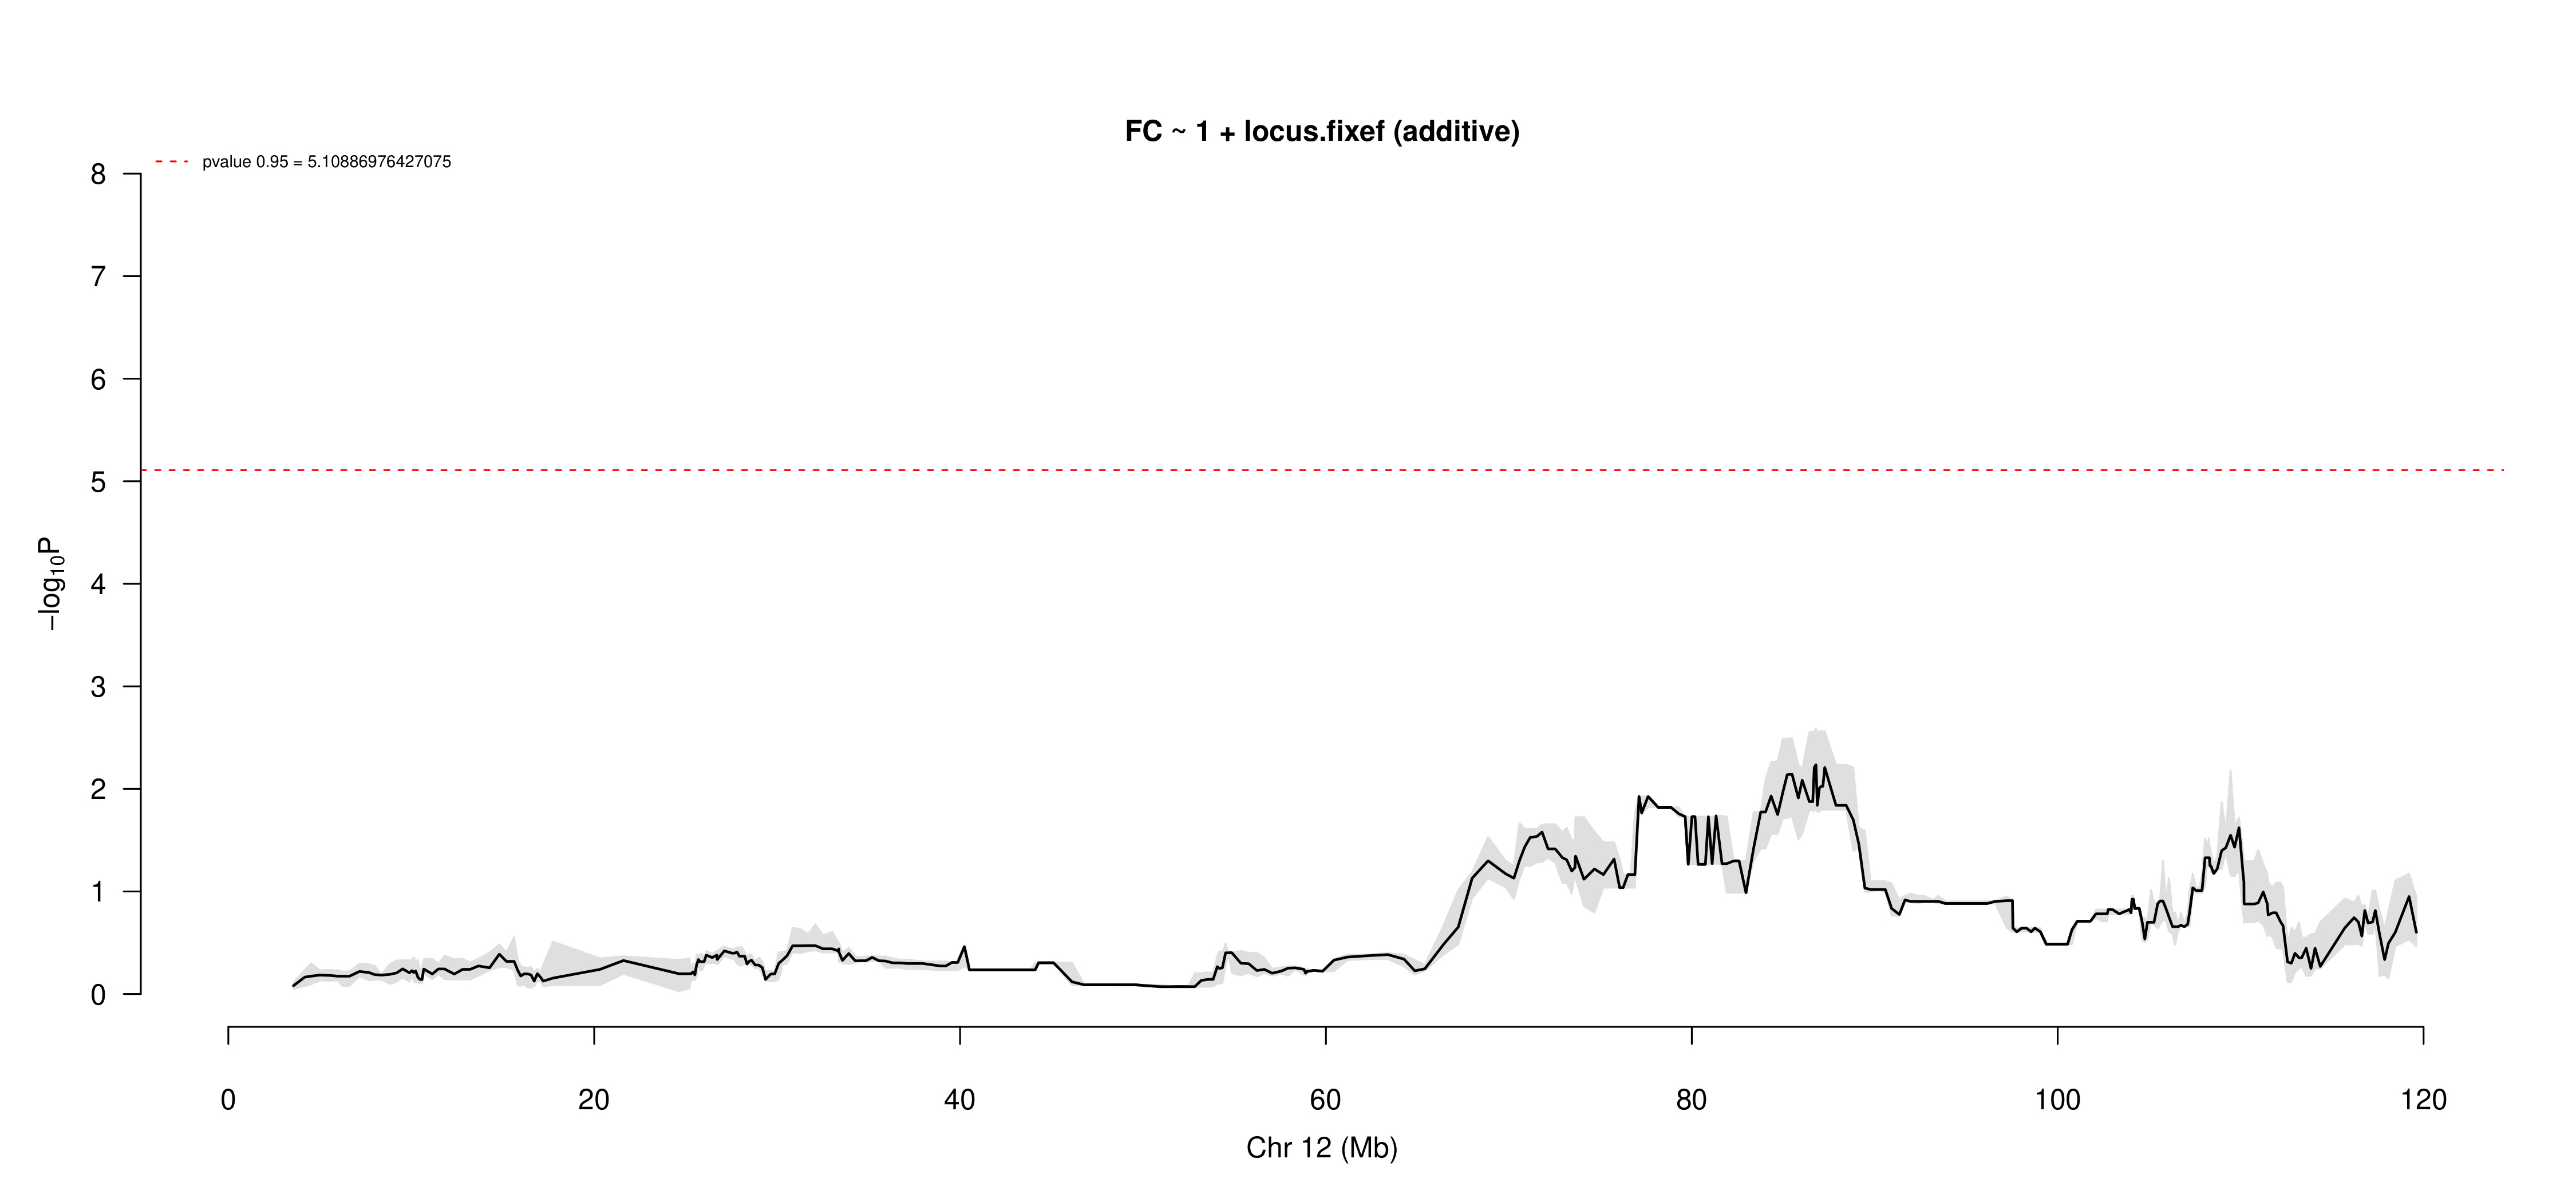 FC ~ 1 + locus.fixef (additive)
pvalue 0.95 = 5.10886976427075
8
7
6
5
4
3
2
1
0
−log10P
0 20 40 60 80 100 120
Chr 12 (Mb)